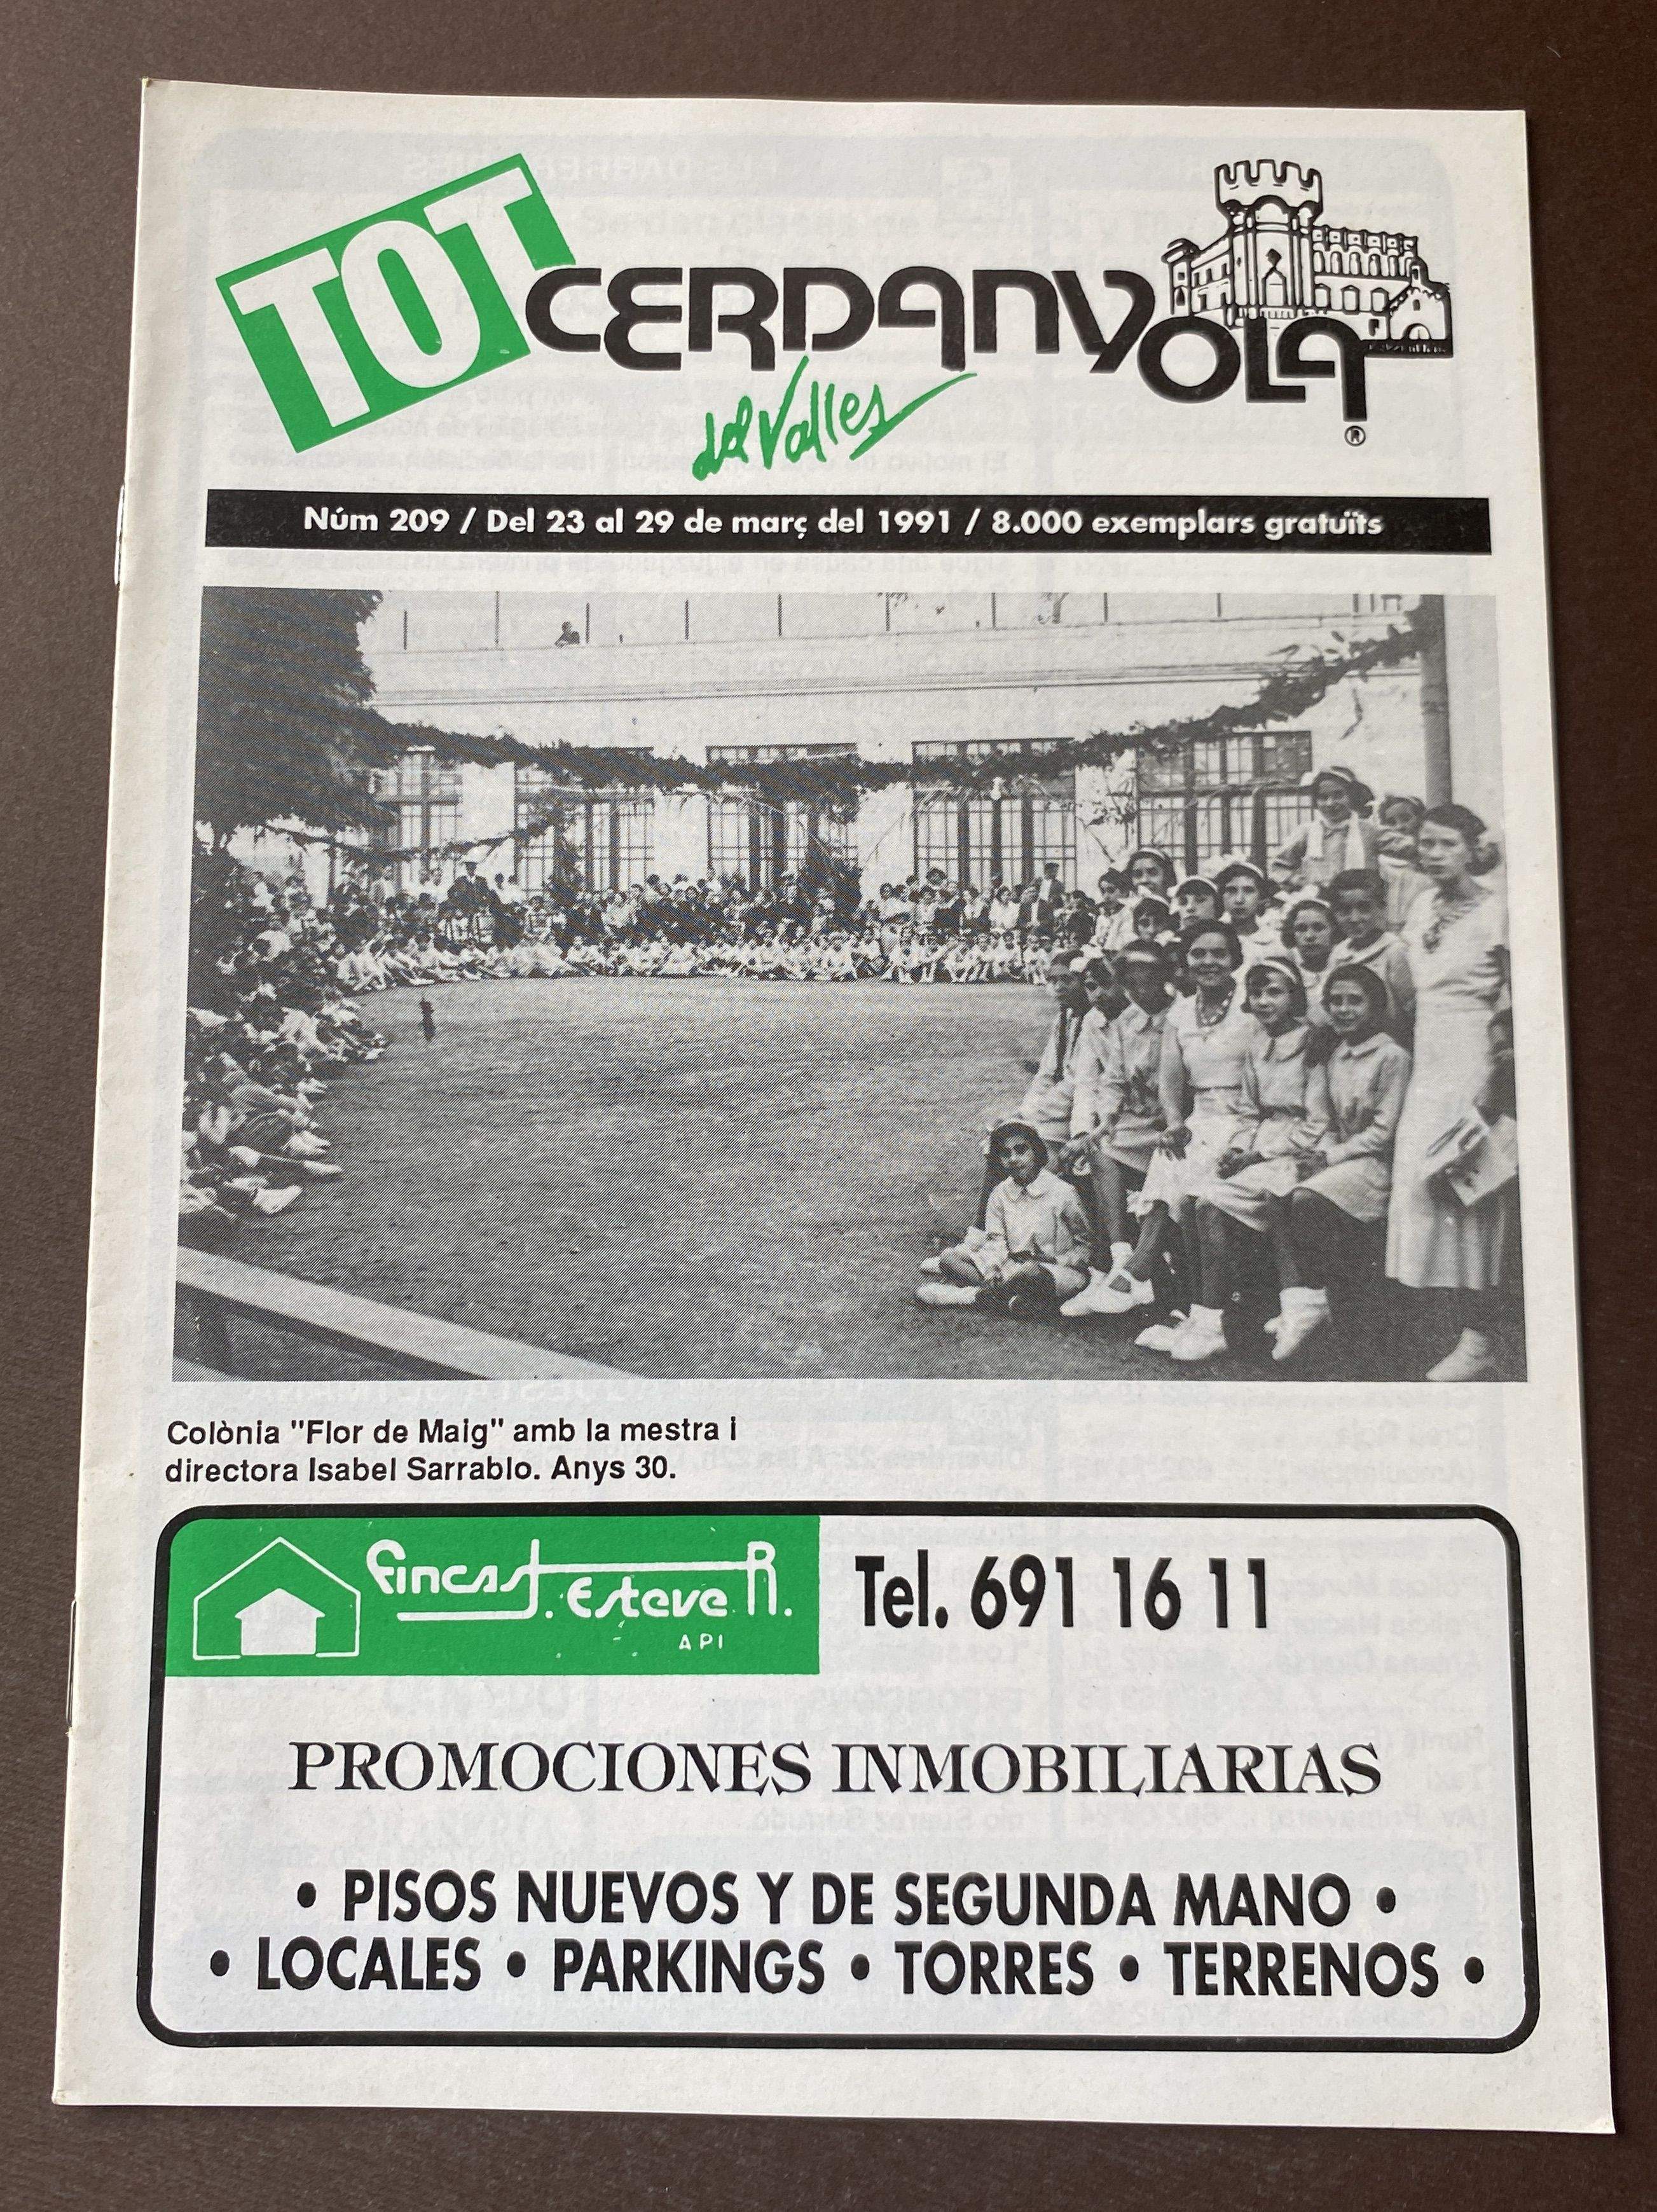 TOT CERDANYOLA
del Valles
®
Núm 209 / Del 23 al 29 de març del 1991 / 8.000 exemplars gratuïts
Colònia "Flor de Maig" amb la mestra i
directora Isabel Sarrablo. Anys 30.
Fincas J. Esteve R.
API
Tel. 691 16 11
PROMOCIONES INMOBILIARIAS
• PISOS NUEVOS Y DE SEGUNDA MANO •
• LOCALES • PARKINGS • TORRES • TERRENOS •